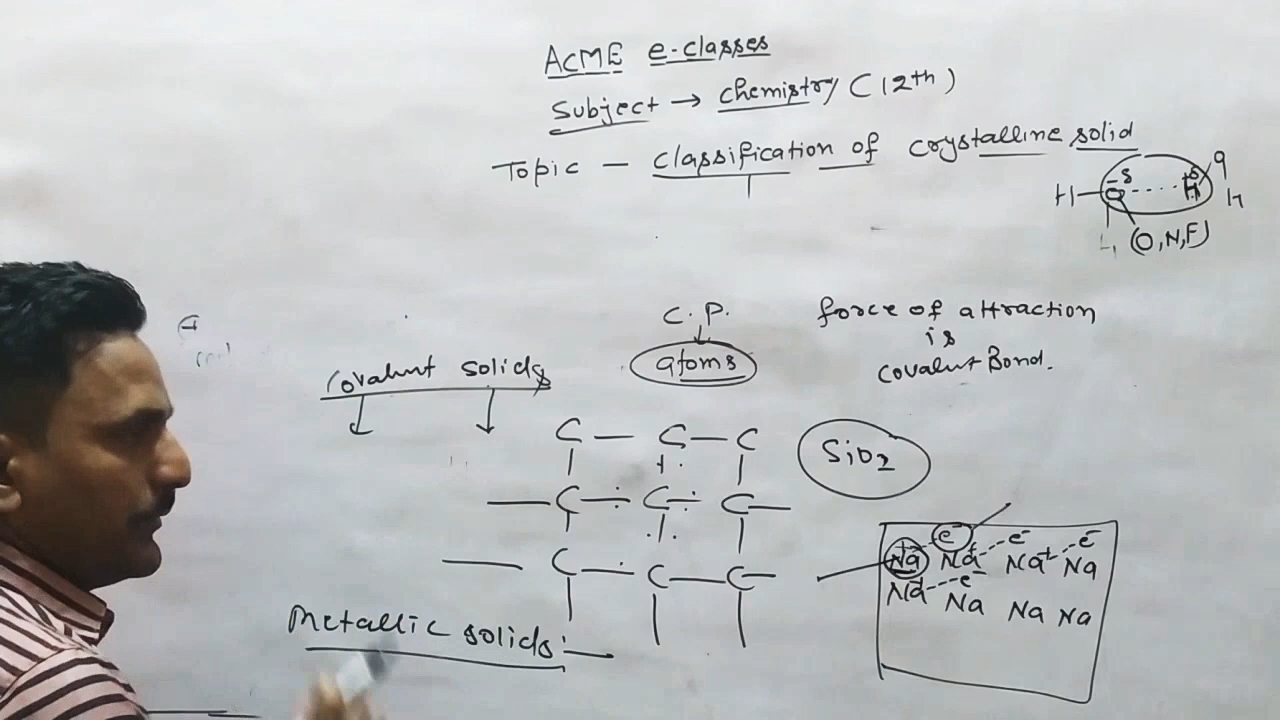 ACME e-classes
Subject → chemistry (12th)
Topic – classification of crystalline solid
H – O –δ .... +δ H
(O,N,F)
C.P.
atoms
force of attraction
is
covalent Bond.
Covalent solids
C – C – C
– C – C – C –
– C – C – C –
SiO2
e⁻ e⁻ e⁻
Na⁺ Na⁺ Na⁺ Na
Na⁺ --- e⁻ Na Na Na
Metallic solids:–